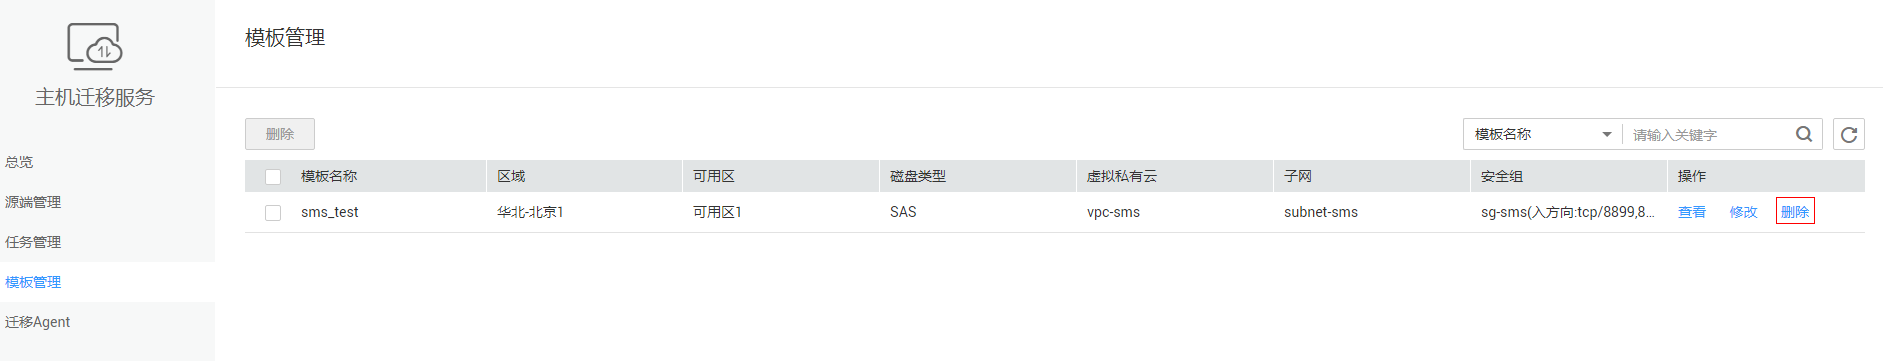 主机迁移服务
总览
源端管理
任务管理
模板管理
迁移Agent
模板管理
删除
模板名称 请输入关键字
模板名称 区域 可用区 磁盘类型 虚拟私有云 子网 安全组 操作
sms_test 华北-北京1 可用区1 SAS vpc-sms subnet-sms sg-sms(入方向:tcp/8899,8... 查看 修改 删除